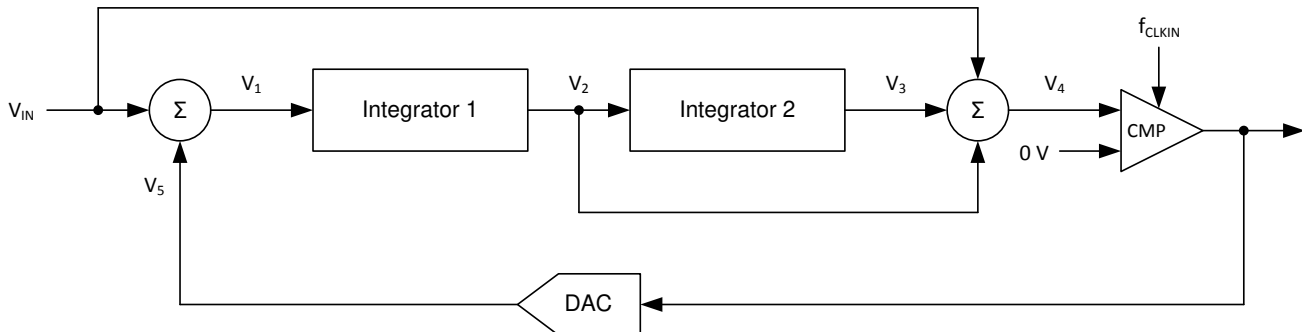 f_CLKIN
V_IN
Σ
V_1
Integrator 1
V_2
Integrator 2
V_3
Σ
V_4
CMP
0 V
V_5
DAC